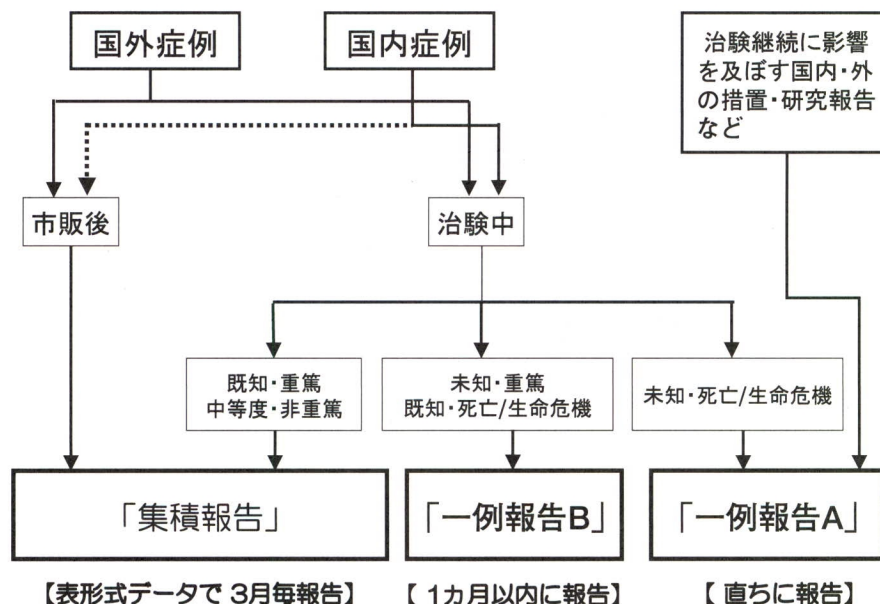 国外症例
国内症例
治験継続に影響
を及ぼす国内・外
の措置・研究報告
など
市販後
治験中
既知・重篤
中等度・非重篤
未知・重篤
既知・死亡/生命危機
未知・死亡/生命危機
「集積報告」
「一例報告B」
「一例報告A」
【表形式データで 3月毎報告】
【 1カ月以内に報告】
【 直ちに報告】